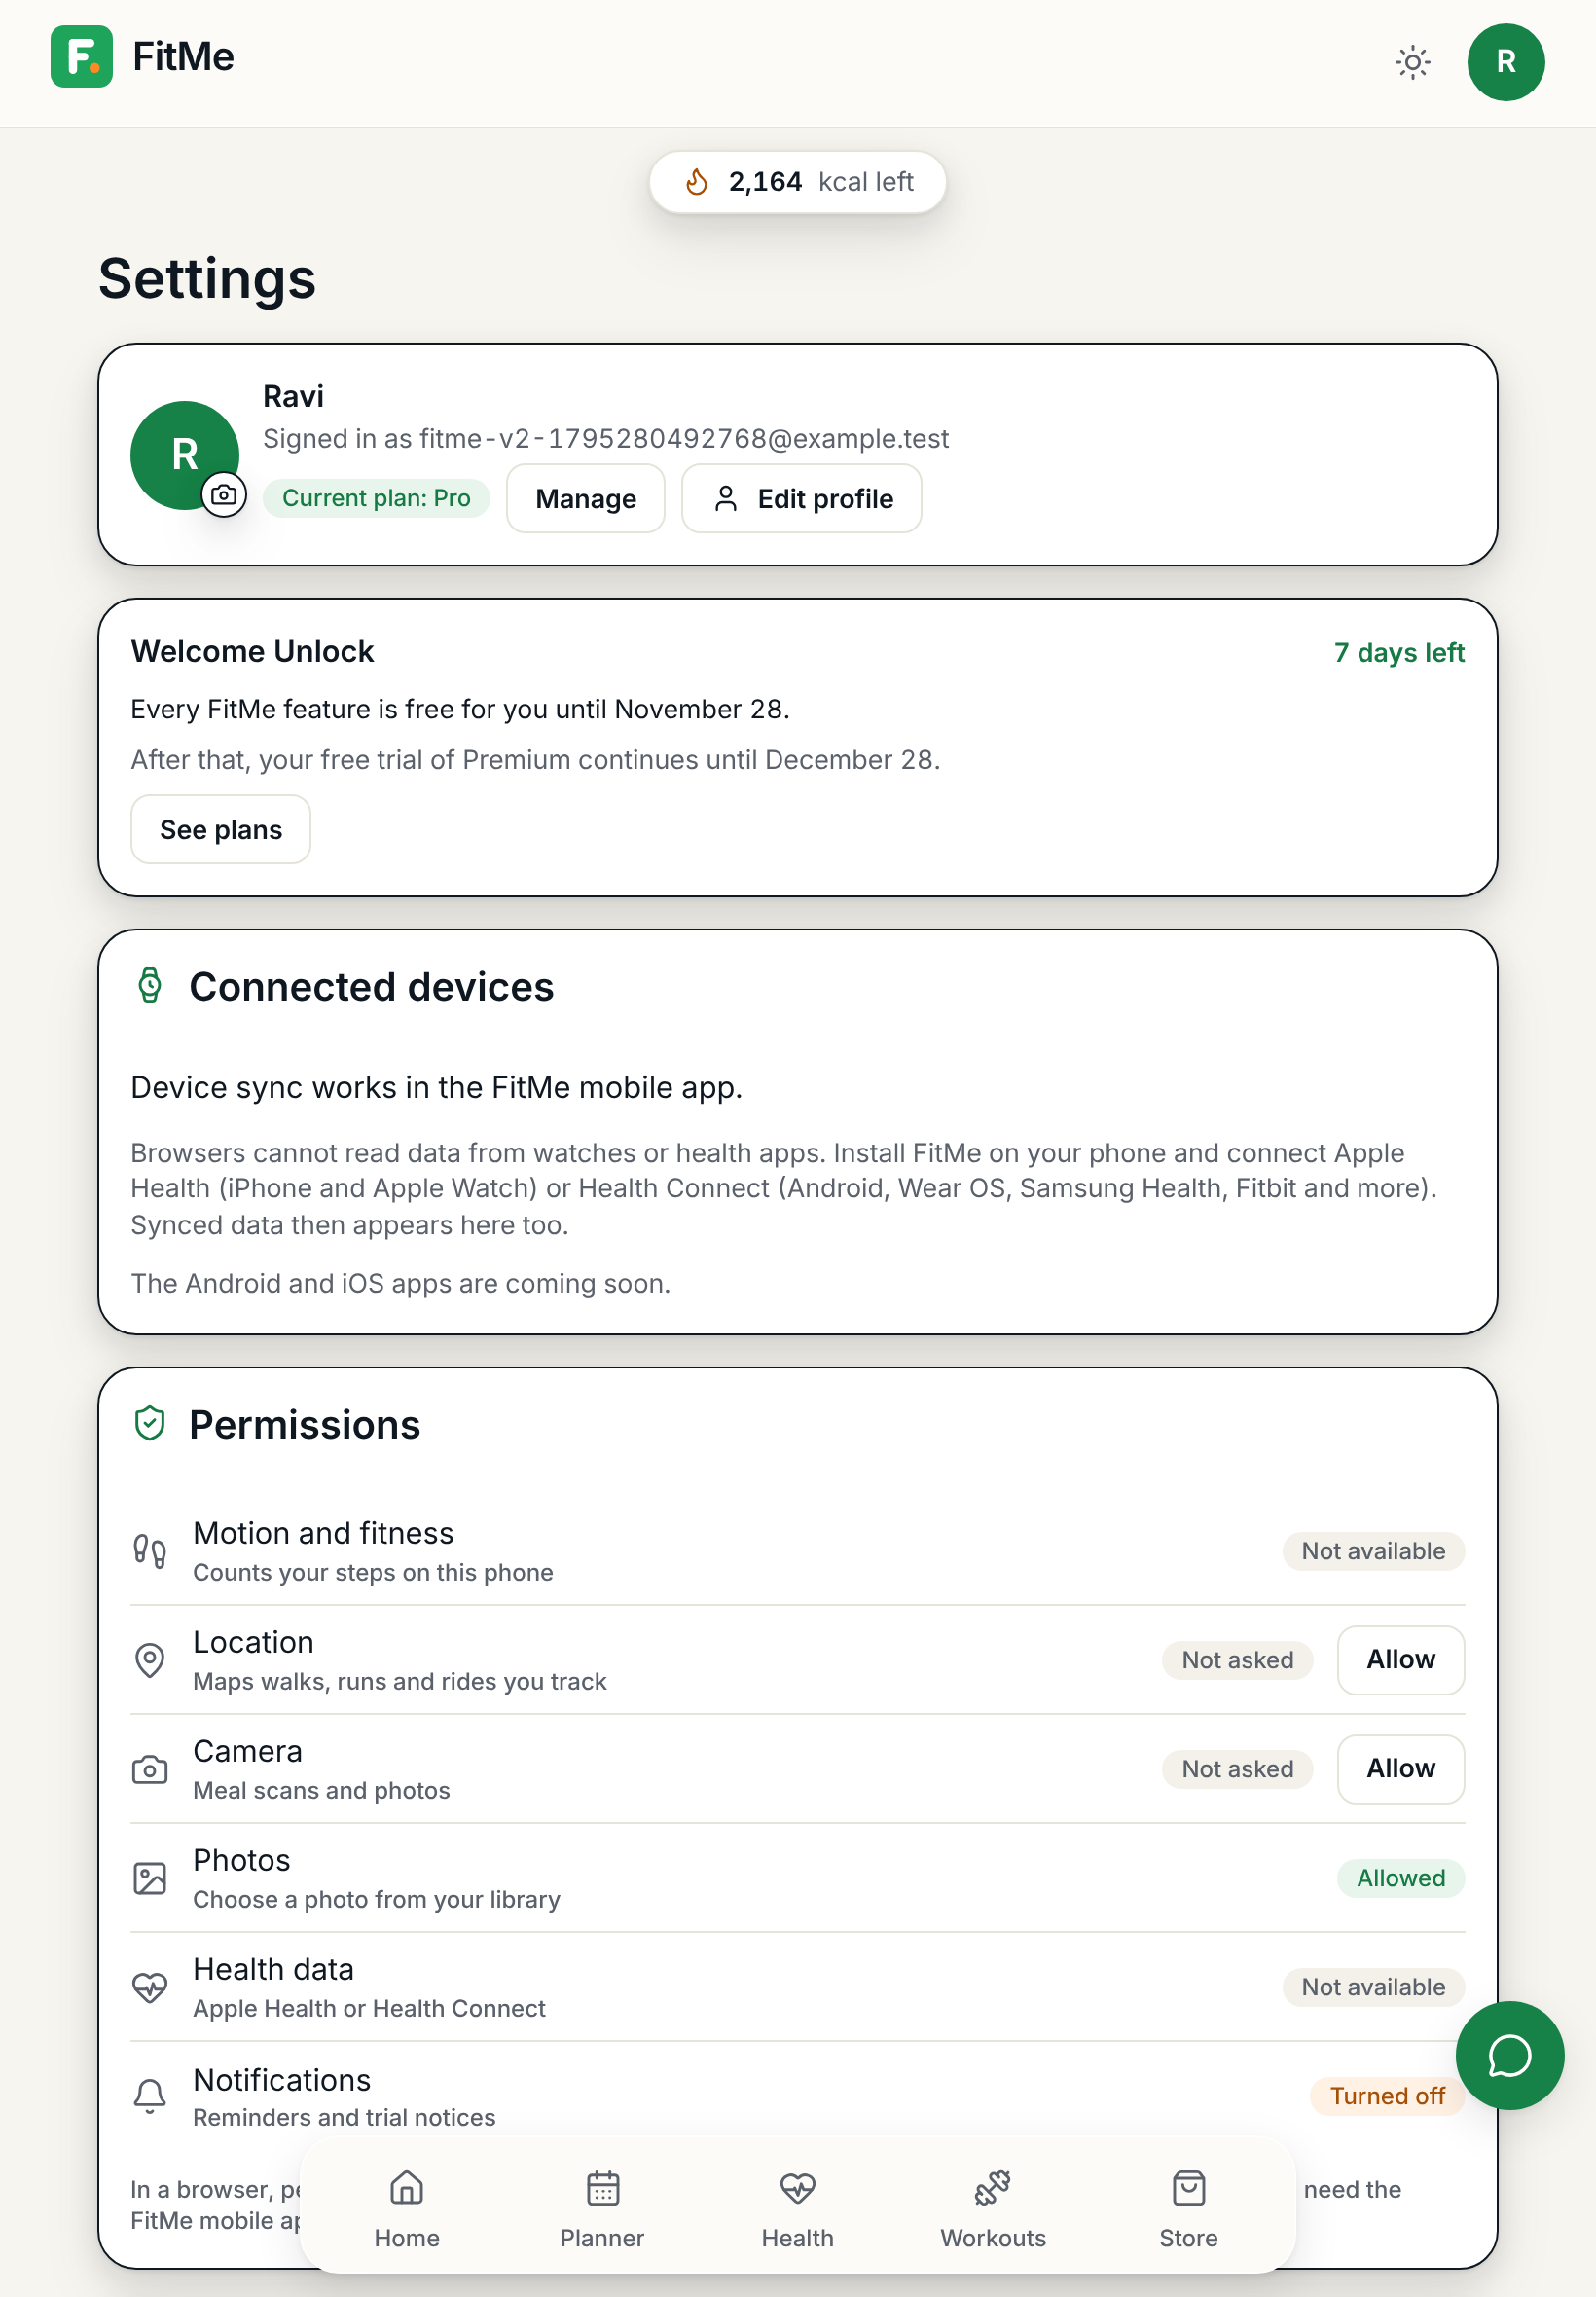 F.
FitMe
R
2,164 kcal left
Settings
R
Ravi
Signed in as fitme-v2-1795280492768@example.test
Current plan: Pro
Manage
Edit profile
Welcome Unlock
7 days left
Every FitMe feature is free for you until November 28.
After that, your free trial of Premium continues until December 28.
See plans
Connected devices
Device sync works in the FitMe mobile app.
Browsers cannot read data from watches or health apps. Install FitMe on your phone and connect Apple
Health (iPhone and Apple Watch) or Health Connect (Android, Wear OS, Samsung Health, Fitbit and more).
Synced data then appears here too.
The Android and iOS apps are coming soon.
Permissions
Motion and fitness
Counts your steps on this phone
Not available
Location
Maps walks, runs and rides you track
Not asked
Allow
Camera
Meal scans and photos
Not asked
Allow
Photos
Choose a photo from your library
Allowed
Health data
Apple Health or Health Connect
Not available
Notifications
Reminders and trial notices
Turned off
In a browser, need the
FitMe mobile
Home
Planner
Health
Workouts
Store